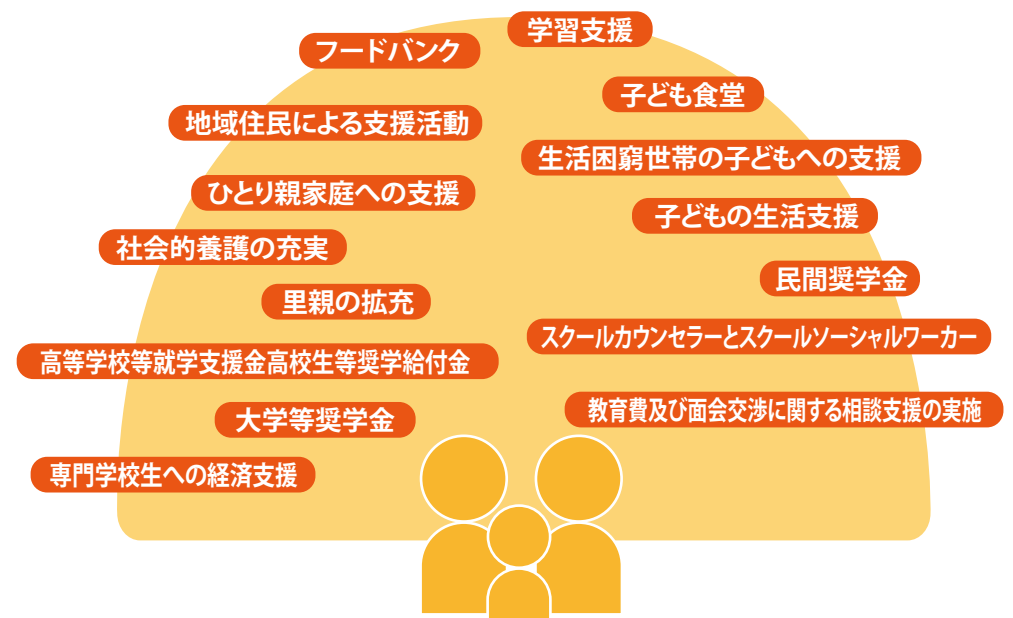 フードバンク
学習支援
子ども食堂
地域住民による支援活動
生活困窮世帯の子どもへの支援
ひとり親家庭への支援
子どもの生活支援
社会的養護の充実
民間奨学金
里親の拡充
スクールカウンセラーとスクールソーシャルワーカー
高等学校等就学支援金高校生等奨学給付金
大学等奨学金
教育費及び面会交渉に関する相談支援の実施
専門学校生への経済支援